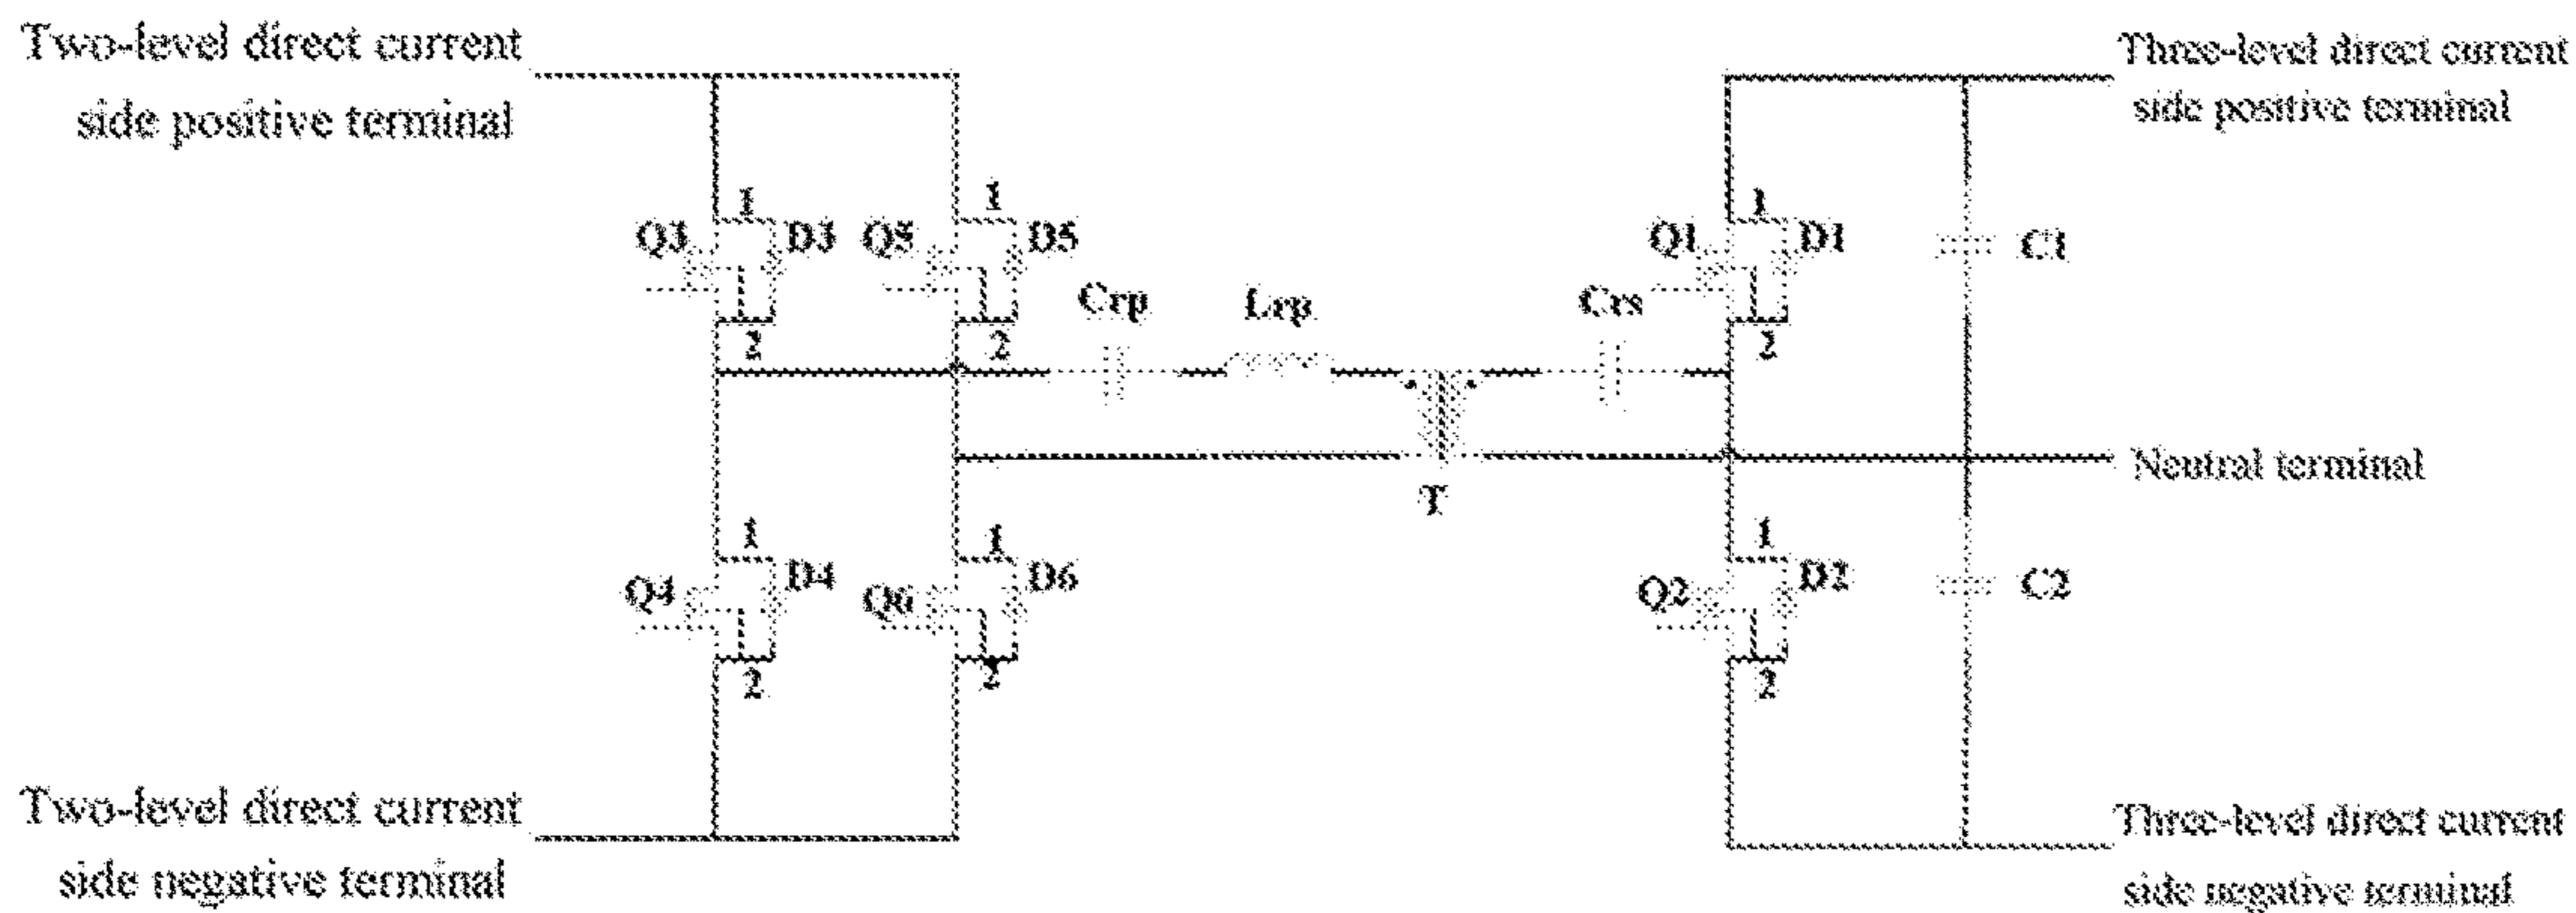 Two-level direct current
side positive terminal
Three-level direct current
side positive terminal
1
1
1
Q3
D3
Q5
D5
Q1
D1
C1
2
2
2
Crp
Lrp
Crs
Neutral terminal
T
1
1
1
Q4
D4
Q6
D6
Q2
D2
C2
2
2
2
Two-level direct current
side negative terminal
Three-level direct current
side negative terminal